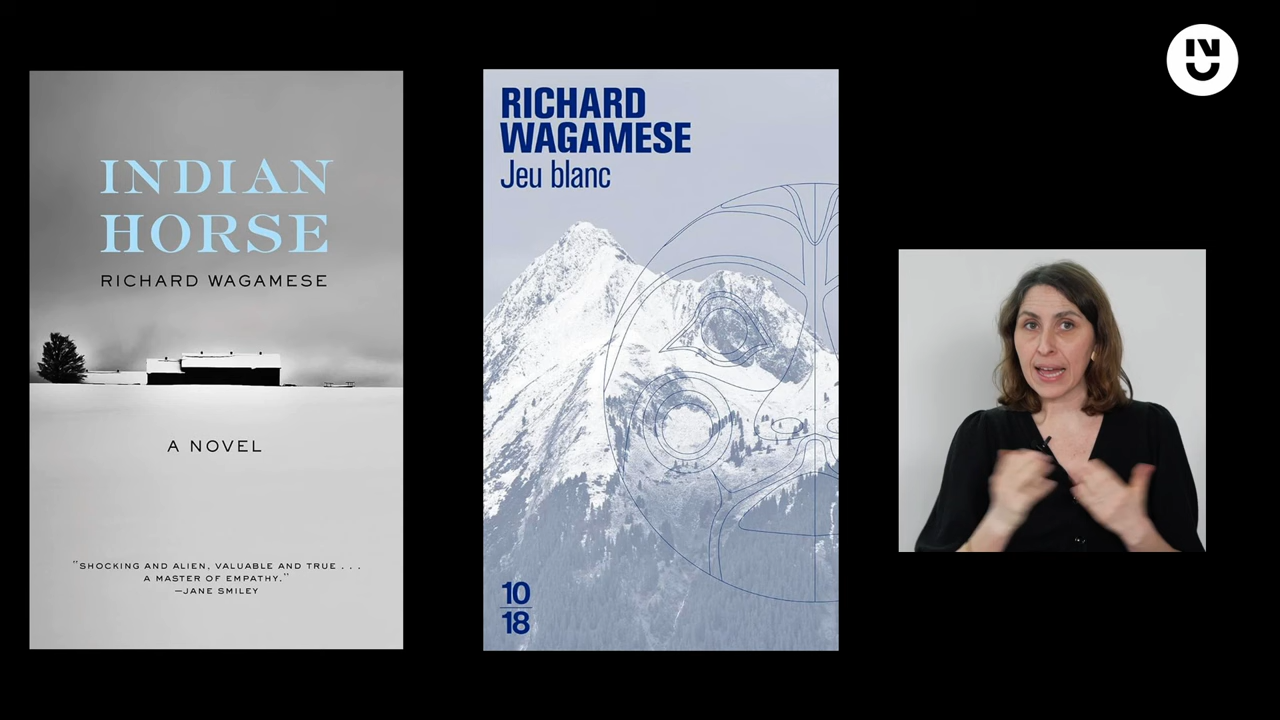 INDIAN
HORSE
RICHARD WAGAMESE
A NOVEL
"SHOCKING AND ALIEN, VALUABLE AND TRUE . . .
A MASTER OF EMPATHY."
—JANE SMILEY
RICHARD
WAGAMESE
Jeu blanc
10
18
IN
U